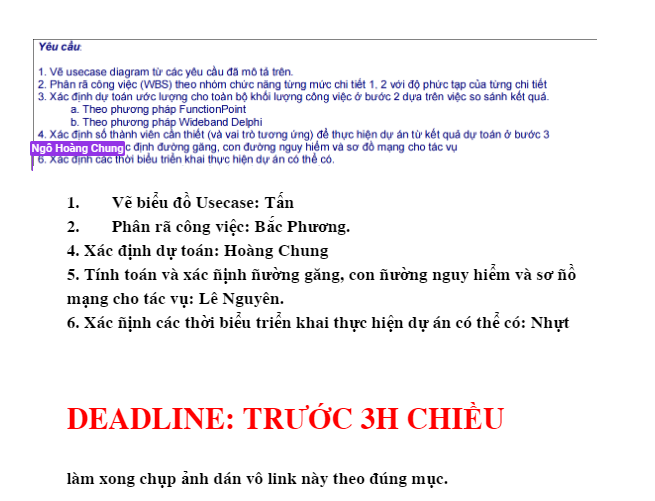 Yêu cầu:
1. Vẽ usecase diagram từ các yêu cầu đã mô tả trên.
2. Phân rã công việc (WBS) theo nhóm chức năng từng mức chi tiết 1, 2 với độ phức tạp của từng chi tiết
3. Xác định dự toán ước lượng cho toàn bộ khối lượng công việc ở bước 2 dựa trên việc so sánh kết quả.
a. Theo phương pháp FunctionPoint
b. Theo phương pháp Wideband Delphi
4. Xác định số thành viên cần thiết (và vai trò tương ứng) để thực hiện dự án từ kết quả dự toán ở bước 3
Ngô Hoàng Chung c định đường găng, con đường nguy hiểm và sơ đồ mạng cho tác vụ
6. Xác định các thời biểu triển khai thực hiện dự án có thể có.
1. Vẽ biểu đồ Usecase: Tấn
2. Phân rã công việc: Bắc Phương.
4. Xác định dự toán: Hoàng Chung
5. Tính toán và xác ñịnh ñường găng, con ñường nguy hiểm và sơ ñồ
mạng cho tác vụ: Lê Nguyên.
6. Xác ñịnh các thời biểu triển khai thực hiện dự án có thể có: Nhựt
DEADLINE: TRƯỚC 3H CHIỀU
làm xong chụp ảnh dán vô link này theo đúng mục.